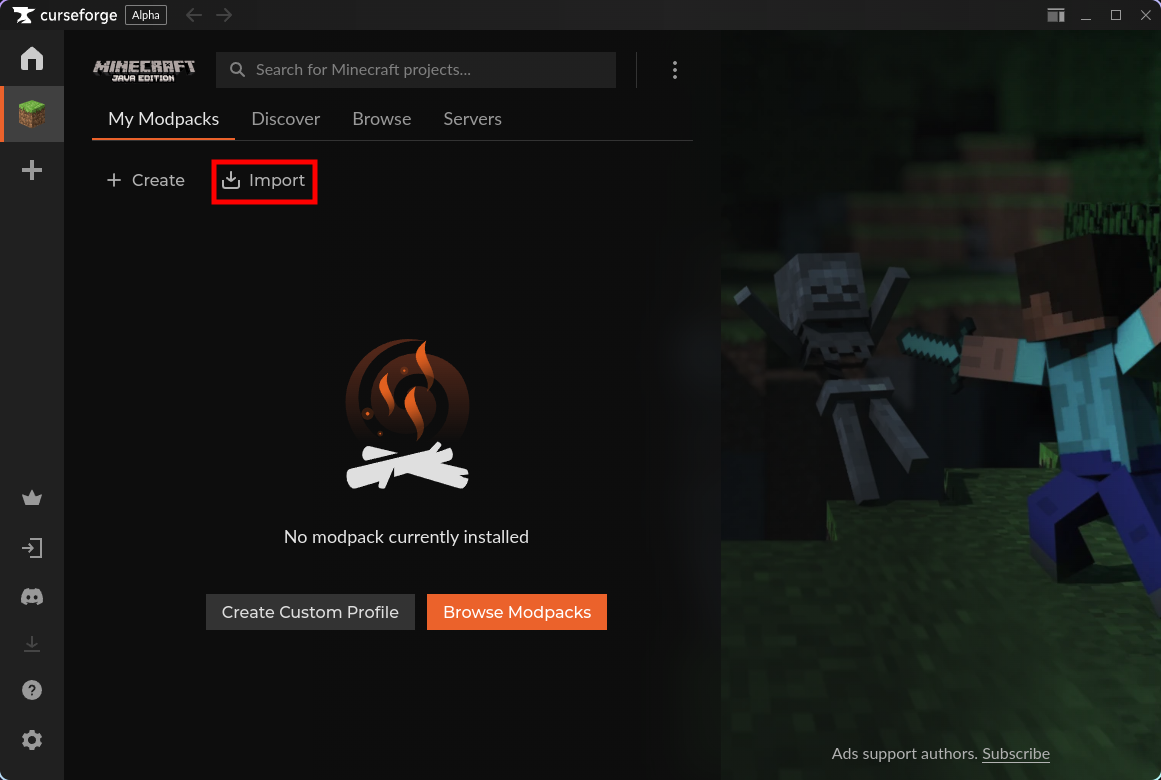 curseforge Alpha
MINECRAFT
JAVA EDITION
Search for Minecraft projects...
My Modpacks Discover Browse Servers
Create Import
No modpack currently installed
Create Custom Profile Browse Modpacks
Ads support authors. Subscribe